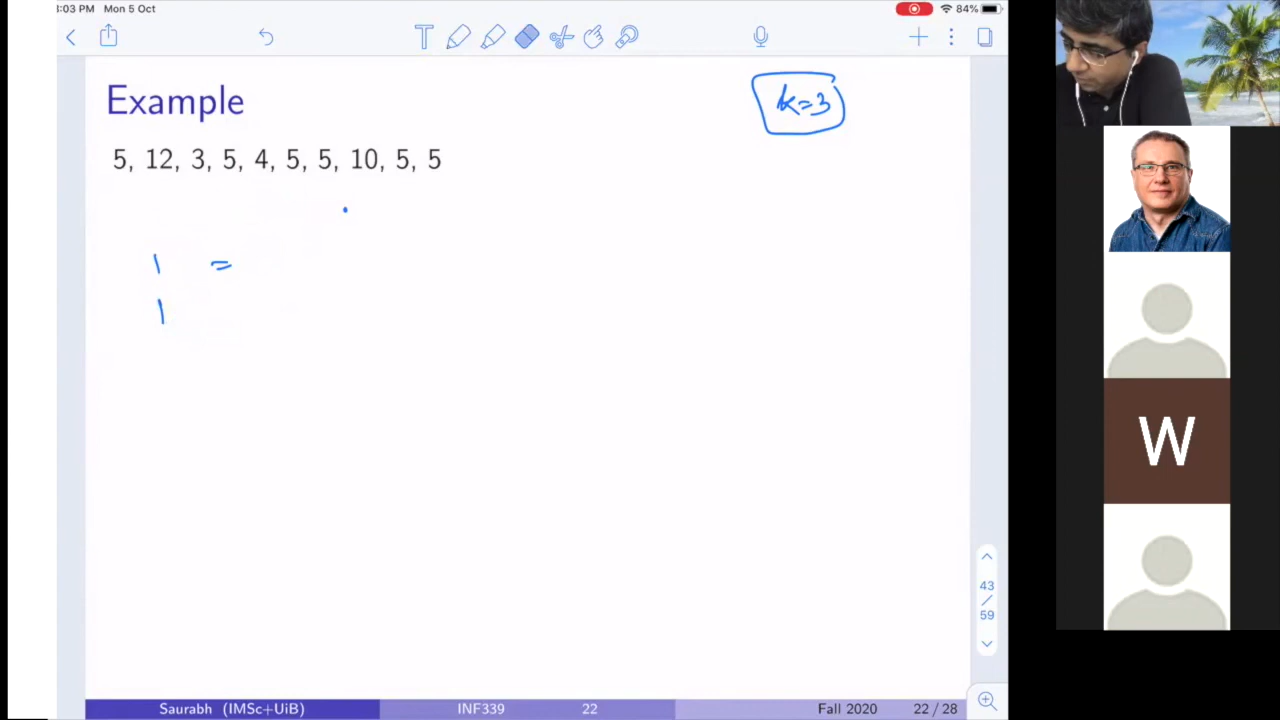 :03 PM Mon 5 Oct
84%
T
Example
k=3
5, 12, 3, 5, 4, 5, 5, 10, 5, 5
1 =
1
W
43
/
59
Saurabh (IMSc+UiB) INF339 22 Fall 2020 22 / 28